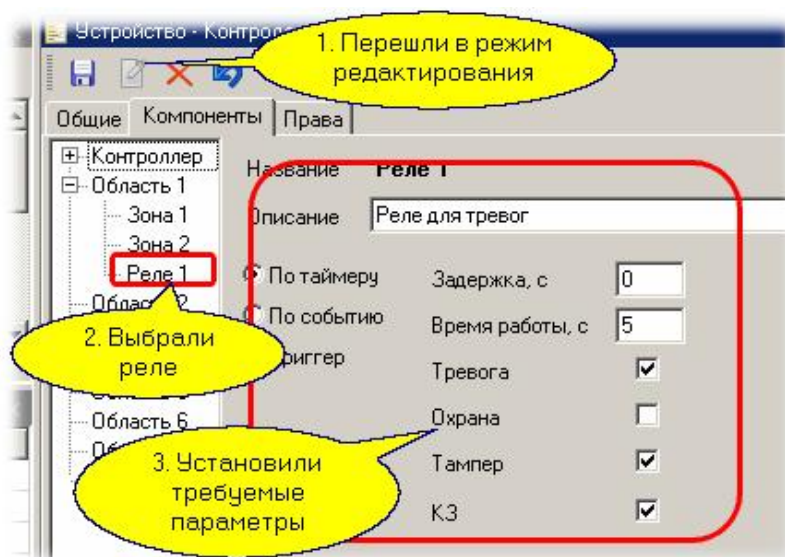 Устройство - Контро
1. Перешли в режим
редактирования
Общие Компоненты Права
Контроллер
Область 1
Зона 1
Зона 2
Реле 1
2. Выбрали
реле
Область 6
Название Реле 1
Описание Реле для тревог
По таймеру
По событию
Задержка, с 0
Время работы, с 5
Тревога
Охрана
Тампер
КЗ
3. Установили
требуемые
параметры